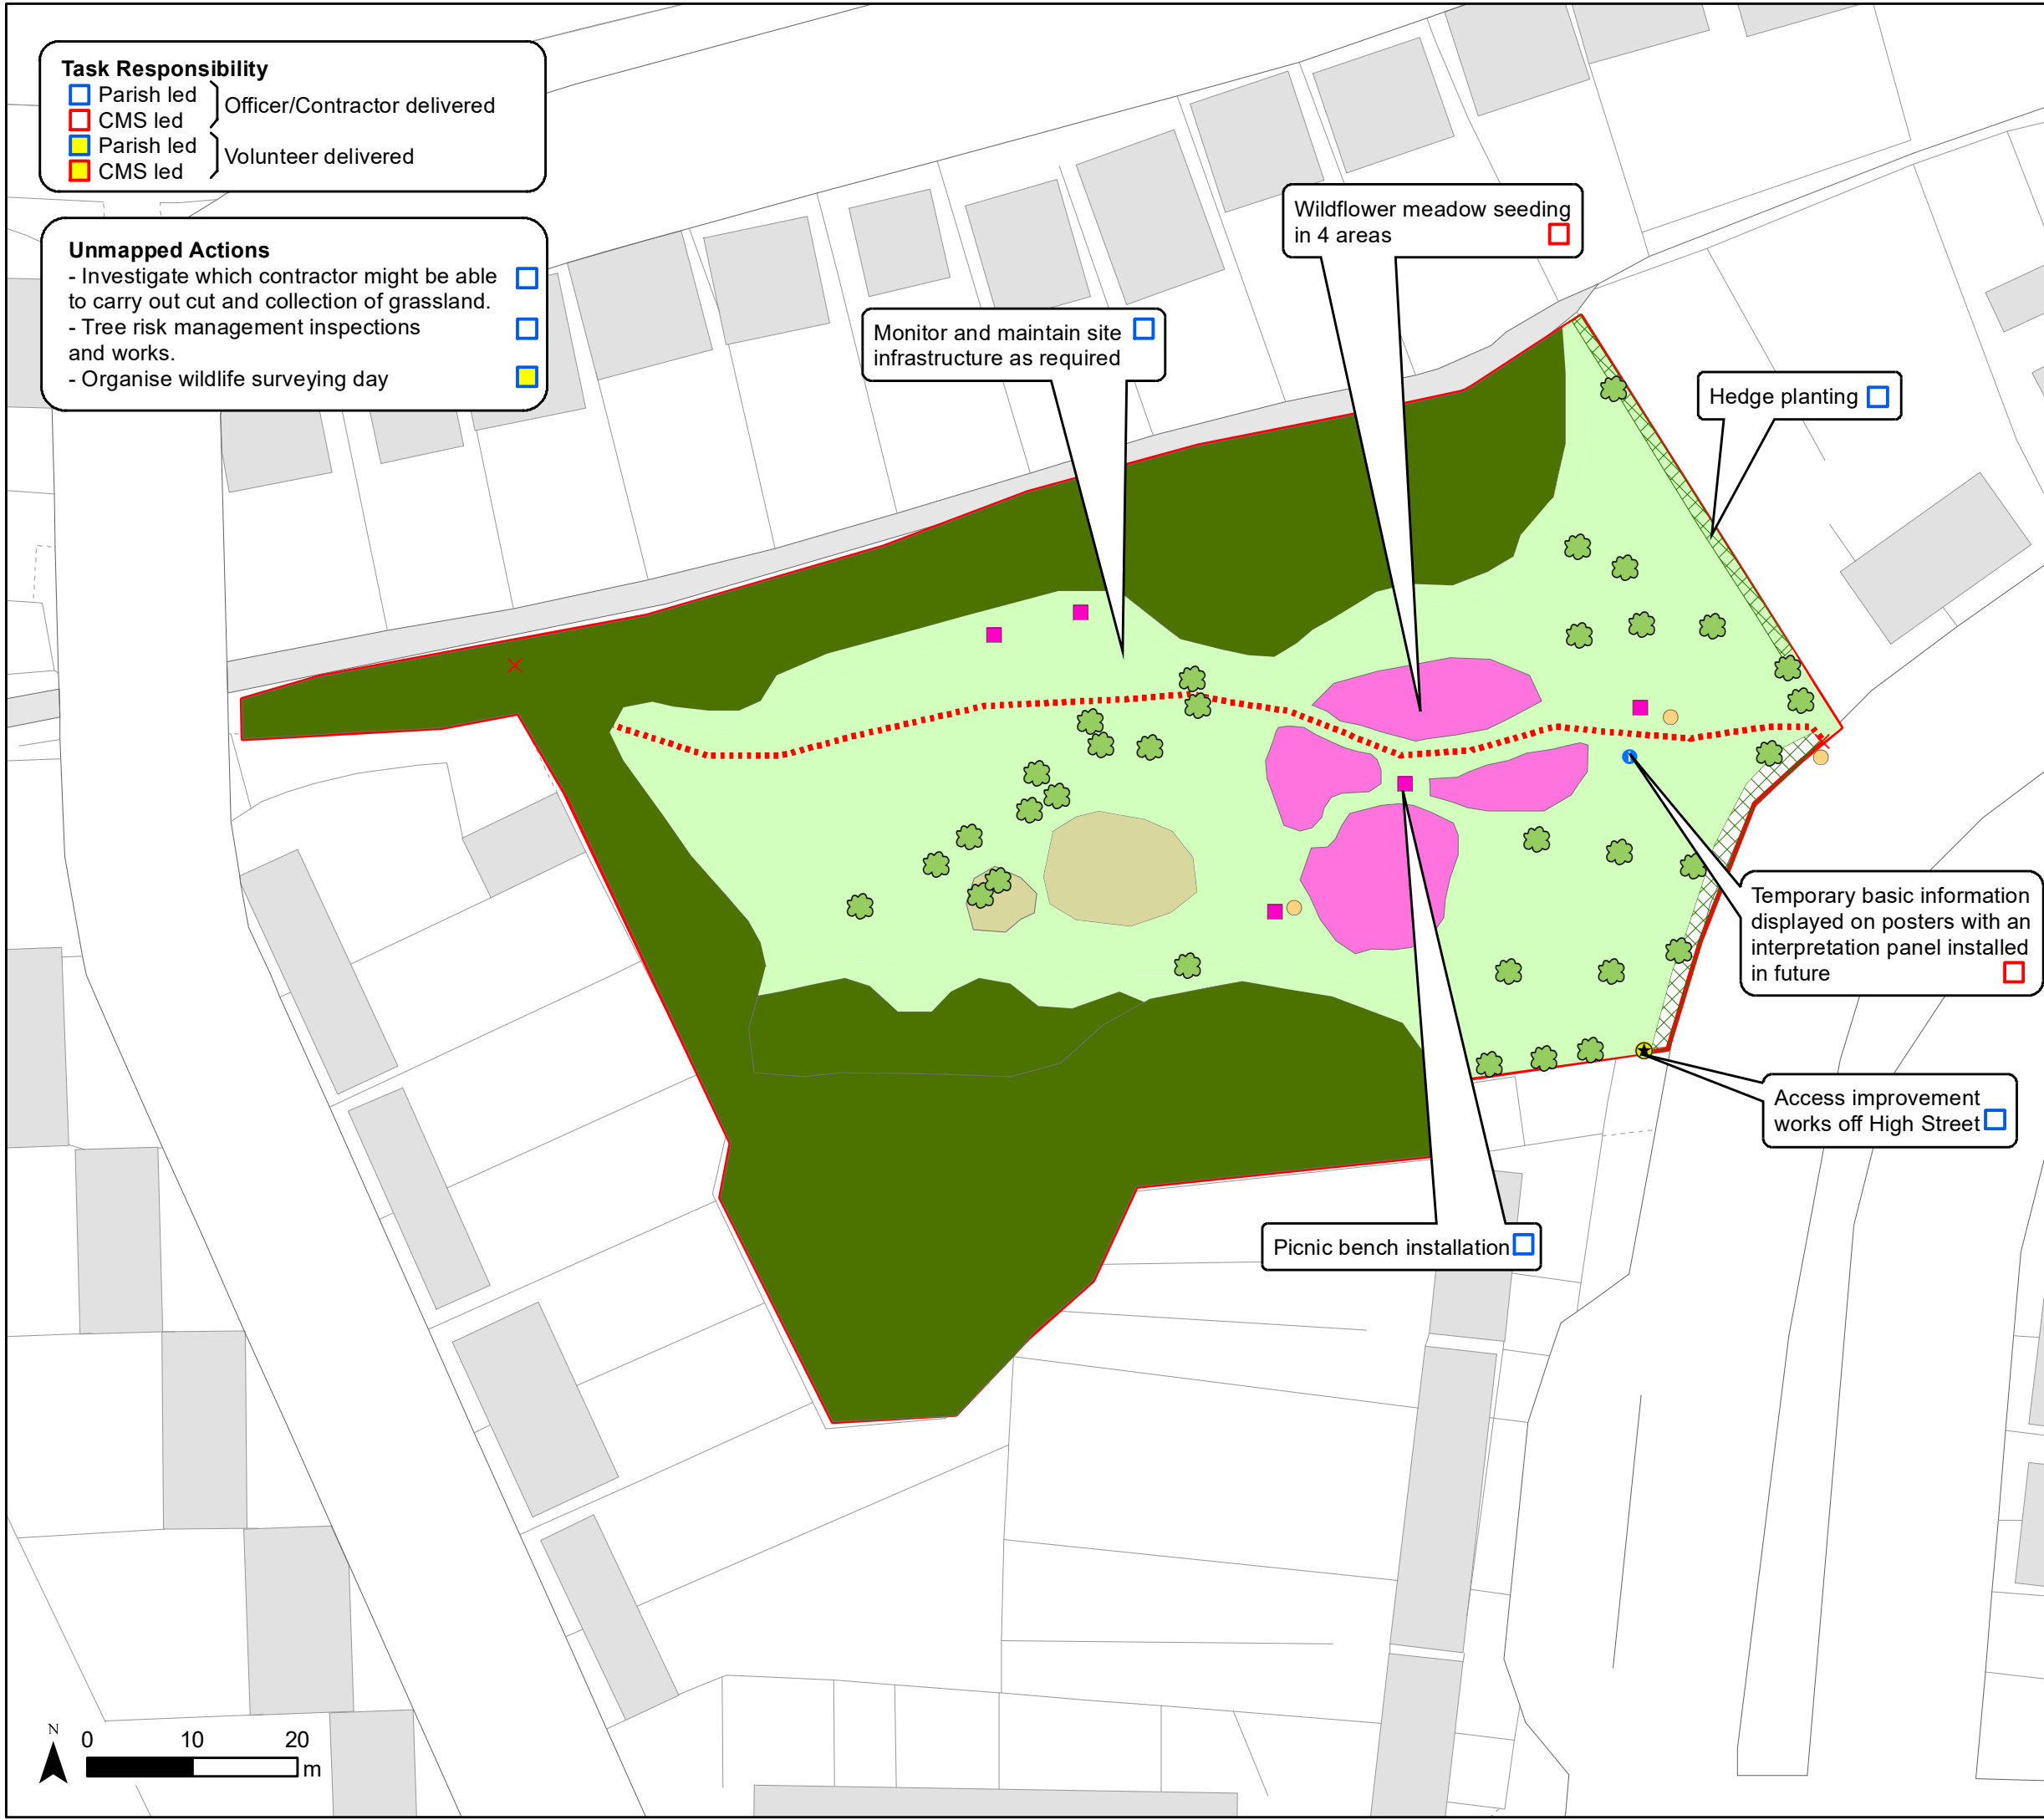 Task Responsibility
Parish led
CMS led
Officer/Contractor delivered
Parish led
CMS led
Volunteer delivered
Unmapped Actions
- Investigate which contractor might be able
to carry out cut and collection of grassland.
- Tree risk management inspections
and works.
- Organise wildlife surveying day
Wildflower meadow seeding
in 4 areas
Monitor and maintain site
infrastructure as required
Hedge planting
Temporary basic information
displayed on posters with an
interpretation panel installed
in future
Access improvement
works off High Street
Picnic bench installation
N
0 10 20
m